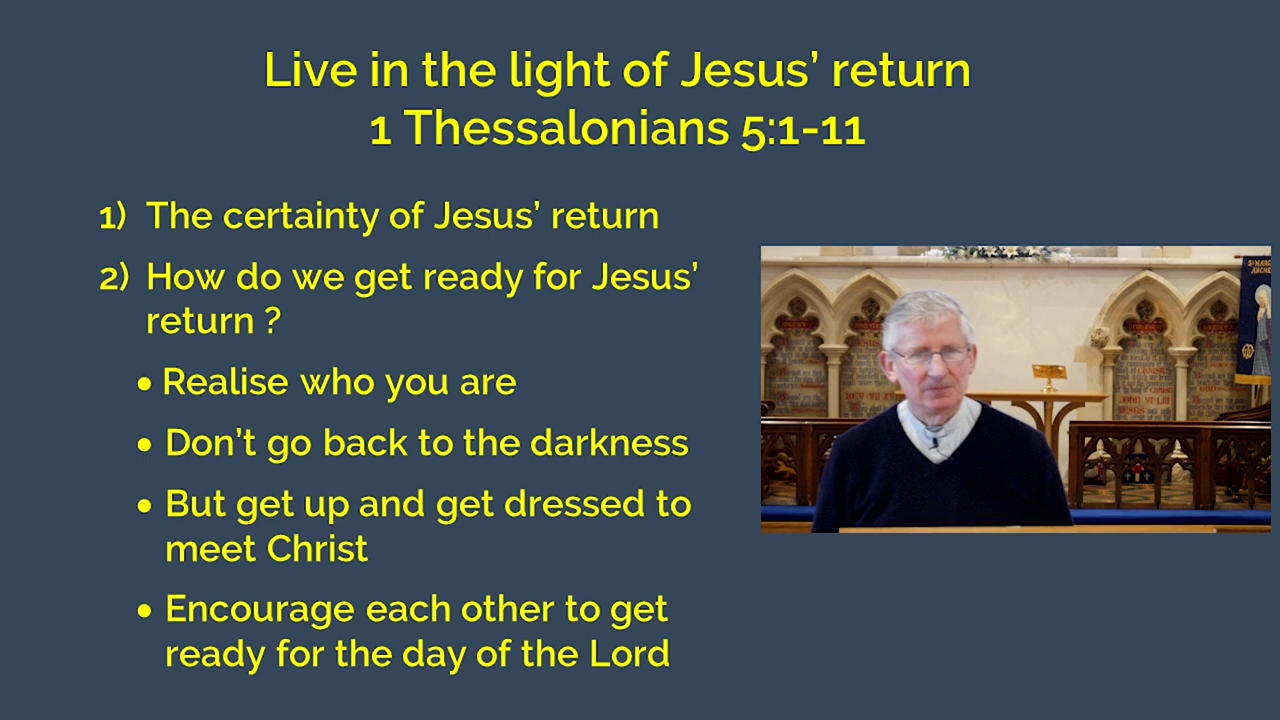 Live in the light of Jesus’ return
1 Thessalonians 5:1-11
1) The certainty of Jesus’ return
2) How do we get ready for Jesus’
return ?
• Realise who you are
• Don’t go back to the darkness
• But get up and get dressed to
meet Christ
• Encourage each other to get
ready for the day of the Lord